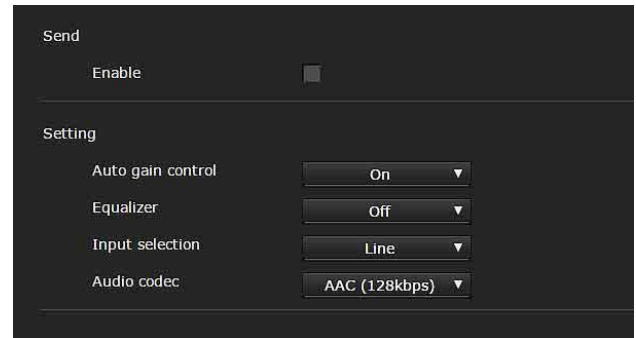 Send
Enable
Setting
Auto gain control On ▼
Equalizer Off ▼
Input selection Line ▼
Audio codec AAC (128kbps) ▼